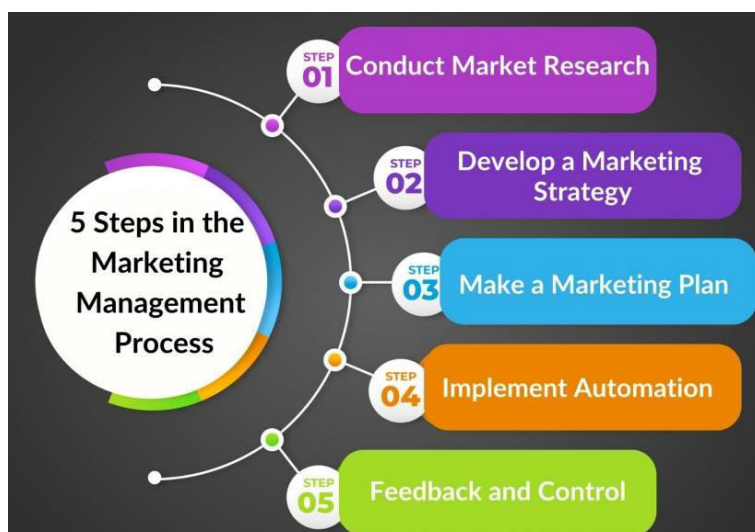 5 Steps in the
Marketing
Management
Process
STEP
01
Conduct Market Research
STEP
02
Develop a Marketing
Strategy
STEP
03
Make a Marketing Plan
STEP
04
Implement Automation
STEP
05
Feedback and Control